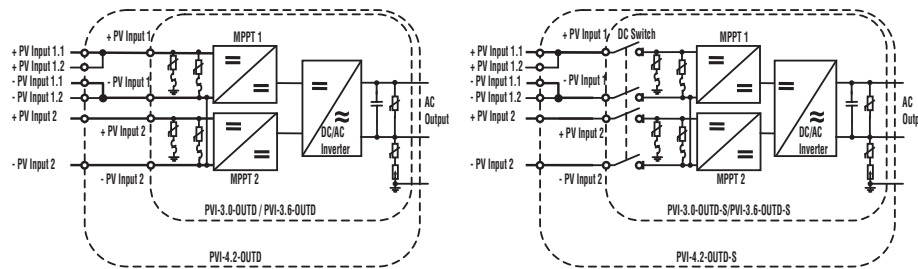 + PV Input 1
MPPT 1
+ PV Input 1.1
+ PV Input 1.2
- PV Input 1.1
- PV Input 1
- PV Input 1.2
+ PV Input 2
+ PV Input 2
DC/AC
Inverter
AC
Output
- PV Input 2
- PV Input 2
MPPT 2
PVI-3.0-OUTD / PVI-3.6-OUTD
PVI-4.2-OUTD
+ PV Input 1
DC Switch
MPPT 1
+ PV Input 1.1
+ PV Input 1.2
- PV Input 1.1
- PV Input 1
- PV Input 1.2
+ PV Input 2
+ PV Input 2
DC/AC
Inverter
AC
Output
- PV Input 2
- PV Input 2
MPPT 2
PVI-3.0-OUTD-S/PVI-3.6-OUTD-S
PVI-4.2-OUTD-S